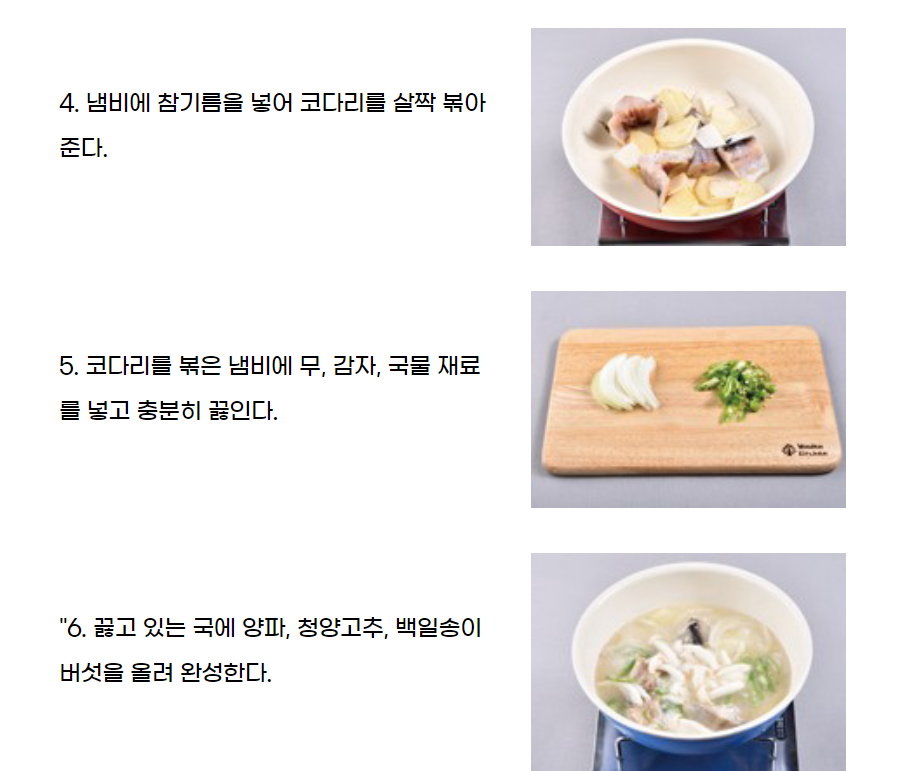 4. 냄비에 참기름을 넣어 코다리를 살짝 볶아
준다.
5. 코다리를 볶은 냄비에 무, 감자, 국물 재료
를 넣고 충분히 끓인다.
"6. 끓고 있는 국에 양파, 청양고추, 백일송이
버섯을 올려 완성한다.